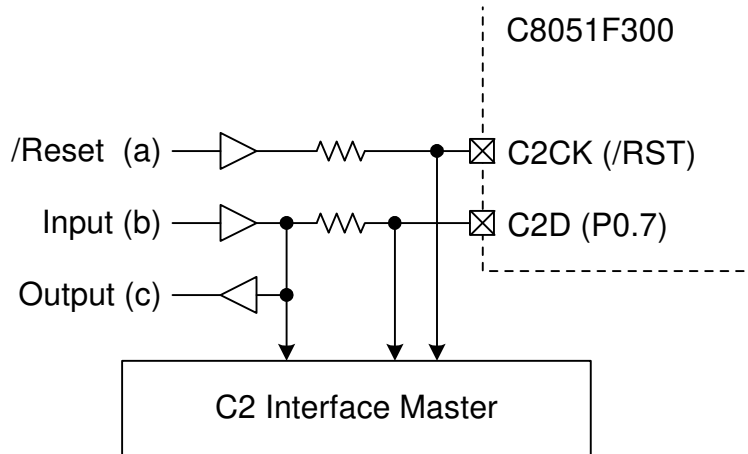 C8051F300
/Reset (a)
C2CK (/RST)
Input (b)
C2D (P0.7)
Output (c)
C2 Interface Master